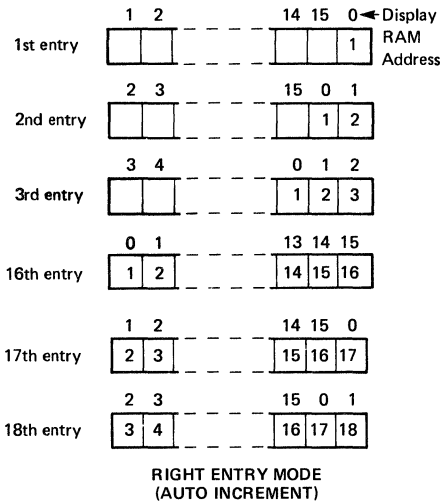 1 2 14 15 0 Display
1st entry 1 RAM
Address
2 3 15 0 1
2nd entry 1 2
3 4 0 1 2
3rd entry 1 2 3
0 1 13 14 15
16th entry 1 2 14 15 16
1 2 14 15 0
17th entry 2 3 15 16 17
2 3 15 0 1
18th entry 3 4 16 17 18
RIGHT ENTRY MODE
(AUTO INCREMENT)